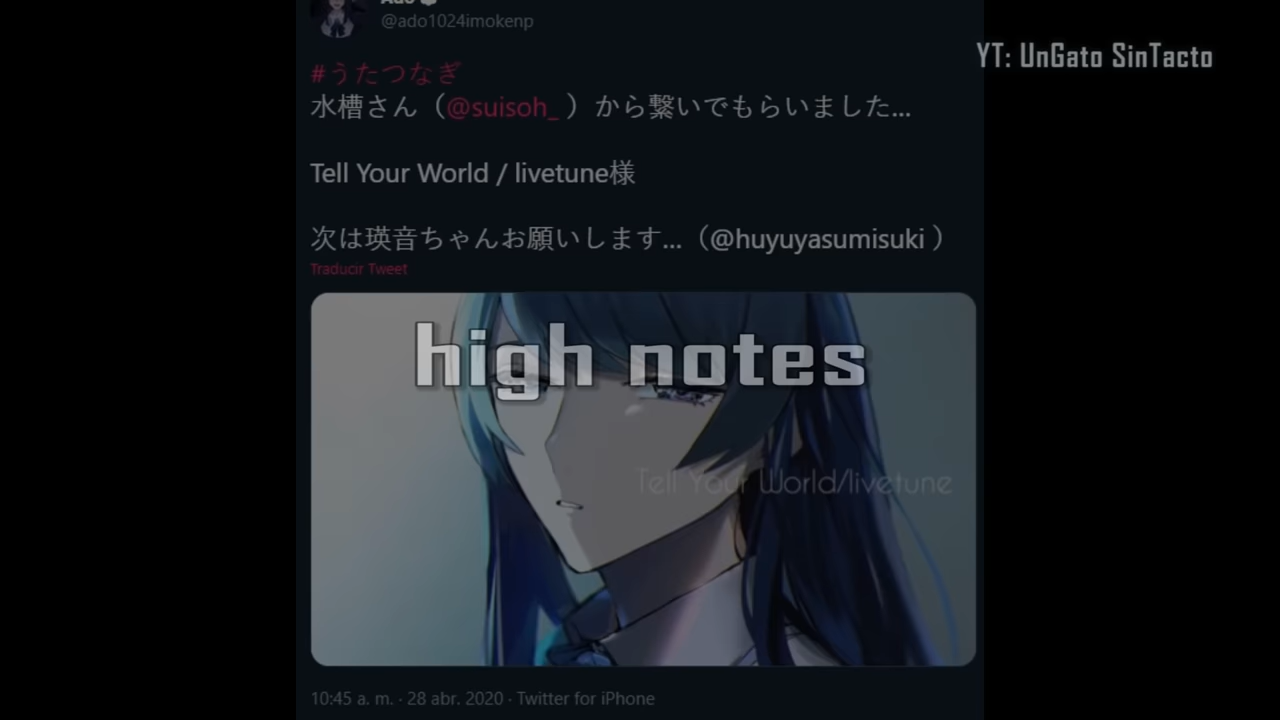 Ado
@ado1024imokenp
YT: UnGato SinTacto
#うたつなぎ
水槽さん（@suisoh_ ）から繋いでもらいました...
Tell Your World / livetune様
次は瑛音ちゃんお願いします...（@huyuyasumisuki ）
Traducir Tweet
high notes
Tell Your World/livetune
10:45 a. m. · 28 abr. 2020 · Twitter for iPhone